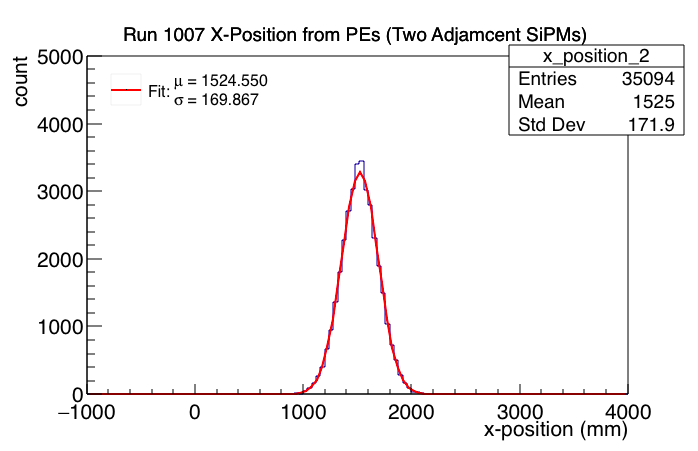 Run 1007 X-Position from PEs (Two Adjamcent SiPMs)
x_position_2
Entries 35094
Mean 1525
Std Dev 171.9
Fit: μ = 1524.550
σ = 169.867
count
5000
4000
3000
2000
1000
0
−1000 0 1000 2000 3000 4000
x-position (mm)